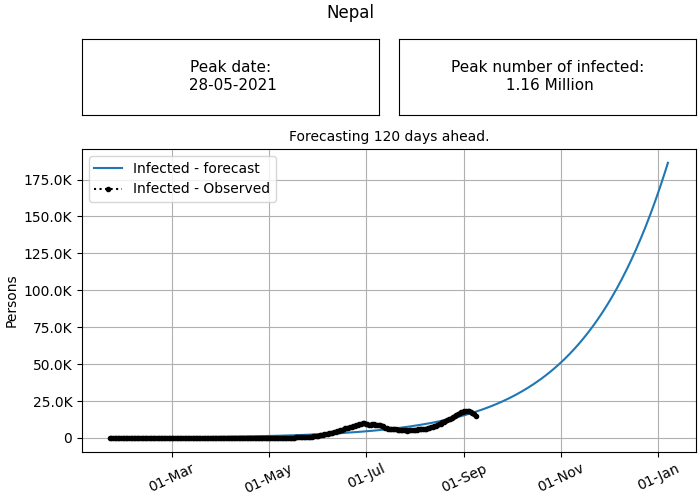 Nepal
Peak date:
28-05-2021
Peak number of infected:
1.16 Million
Forecasting 120 days ahead.
Infected - forecast
Infected - Observed
175.0K
150.0K
125.0K
100.0K
75.0K
50.0K
25.0K
0
Persons
01-Mar
01-May
01-Jul
01-Sep
01-Nov
01-Jan